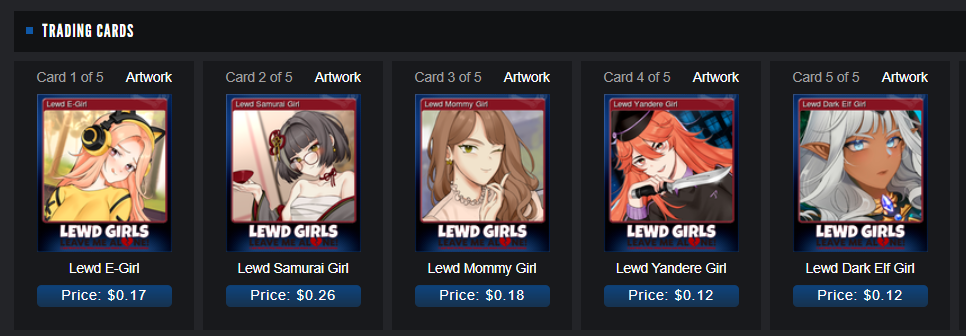 TRADING CARDS
Card 1 of 5 Artwork
Lewd E-Girl
LEWD GIRLS
LEAVE ME ALONE!
Lewd E-Girl
Price: $0.17
Card 2 of 5 Artwork
Lewd Samurai Girl
LEWD GIRLS
LEAVE ME ALONE!
Lewd Samurai Girl
Price: $0.26
Card 3 of 5 Artwork
Lewd Mommy Girl
LEWD GIRLS
LEAVE ME ALONE!
Lewd Mommy Girl
Price: $0.18
Card 4 of 5 Artwork
Lewd Yandere Girl
LEWD GIRLS
LEAVE ME ALONE!
Lewd Yandere Girl
Price: $0.12
Card 5 of 5 Artwork
Lewd Dark Elf Girl
LEWD GIRLS
LEAVE ME ALONE!
Lewd Dark Elf Girl
Price: $0.12